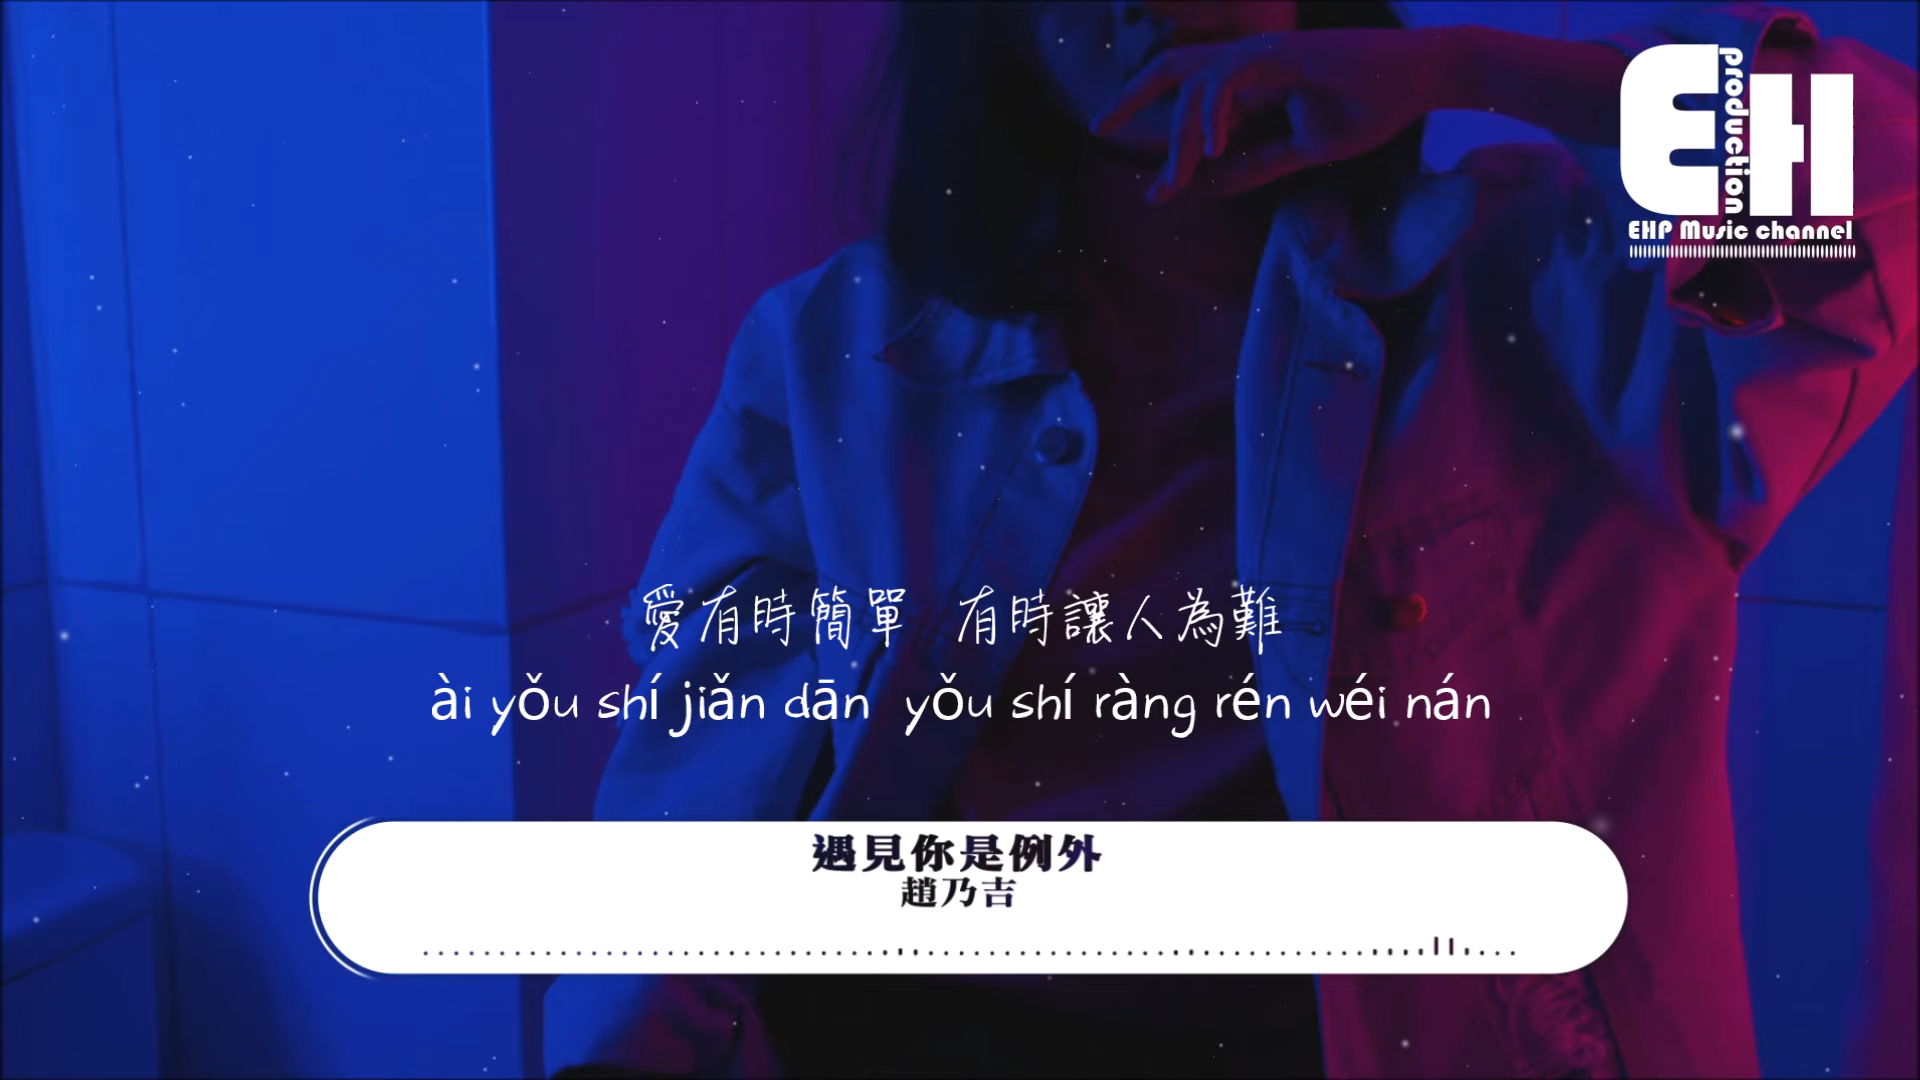 EH
production
EHP Music channel
愛有時簡單 有時讓人為難
ài yǒu shí jiǎn dān yǒu shí ràng rén wéi nán
遇見你是例外
趙乃吉